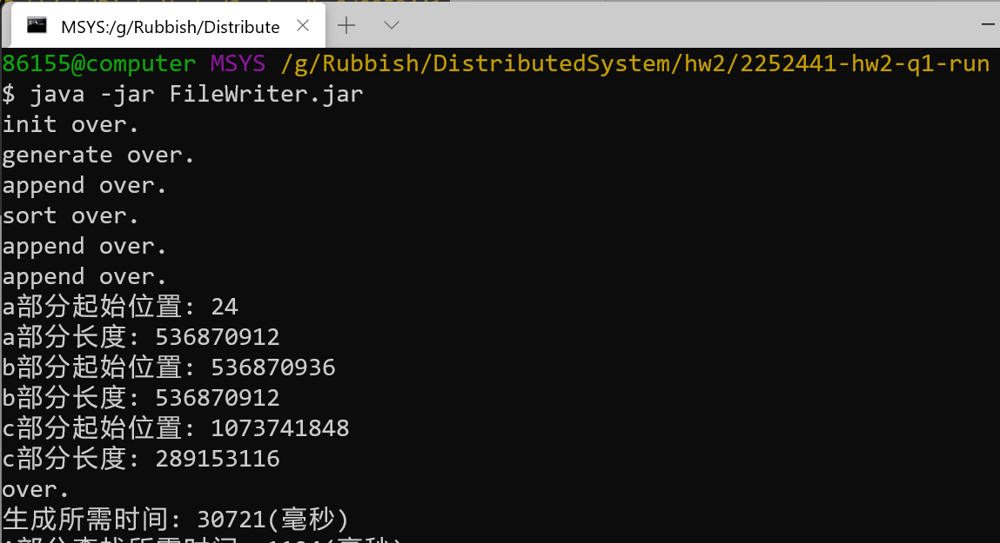 MSYS:/g/Rubbish/Distribute
86155@computer MSYS /g/Rubbish/DistributedSystem/hw2/2252441-hw2-q1-run
$ java -jar FileWriter.jar
init over.
generate over.
append over.
sort over.
append over.
append over.
a部分起始位置: 24
a部分长度: 536870912
b部分起始位置: 536870936
b部分长度: 536870912
c部分起始位置: 1073741848
c部分长度: 289153116
over.
生成所需时间: 30721(毫秒)